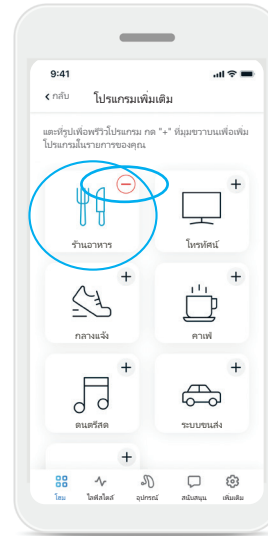 9:41
กลับ โปรแกรมเพิ่มเติม
แตะที่รูปเพื่อพรีวิวโปรแกรม กด "+" ที่มุมขวาบนเพื่อเพิ่ม
โปรแกรมในรายการของคุณ
ร้านอาหาร โทรทัศน์
กลางแจ้ง คาเฟ่
ดนตรีสด ระบบขนส่ง
โฮม ไลฟ์สไตล์ อุปกรณ์ สนับสนุน เพิ่มเติม